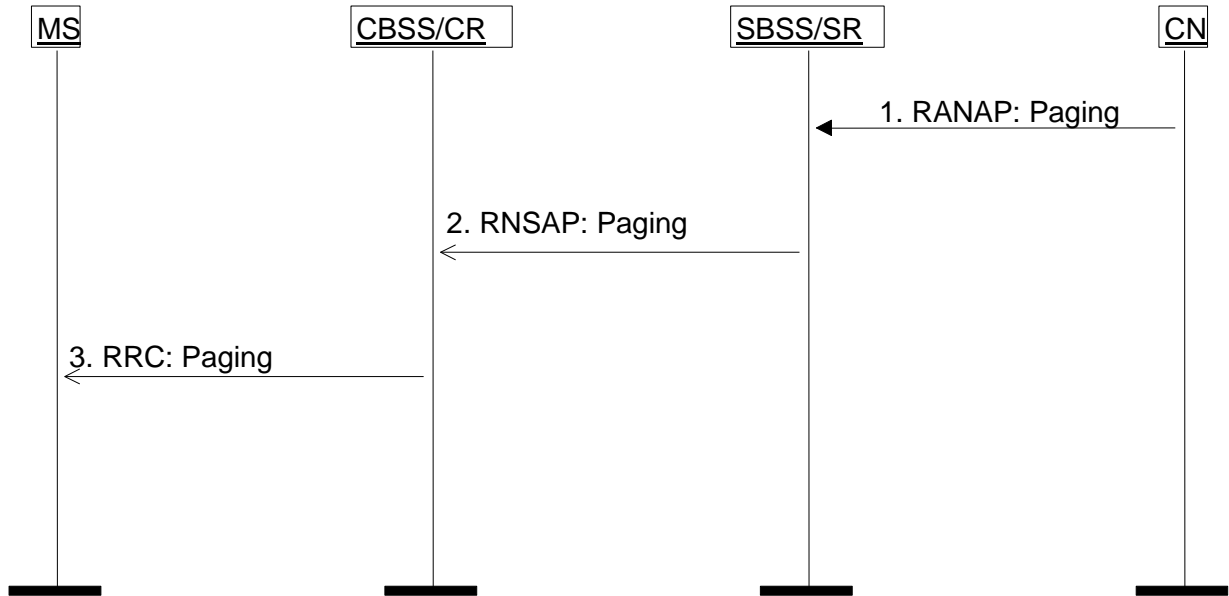 MS
CBSS/CR
SBSS/SR
CN
1. RANAP: Paging
2. RNSAP: Paging
3. RRC: Paging